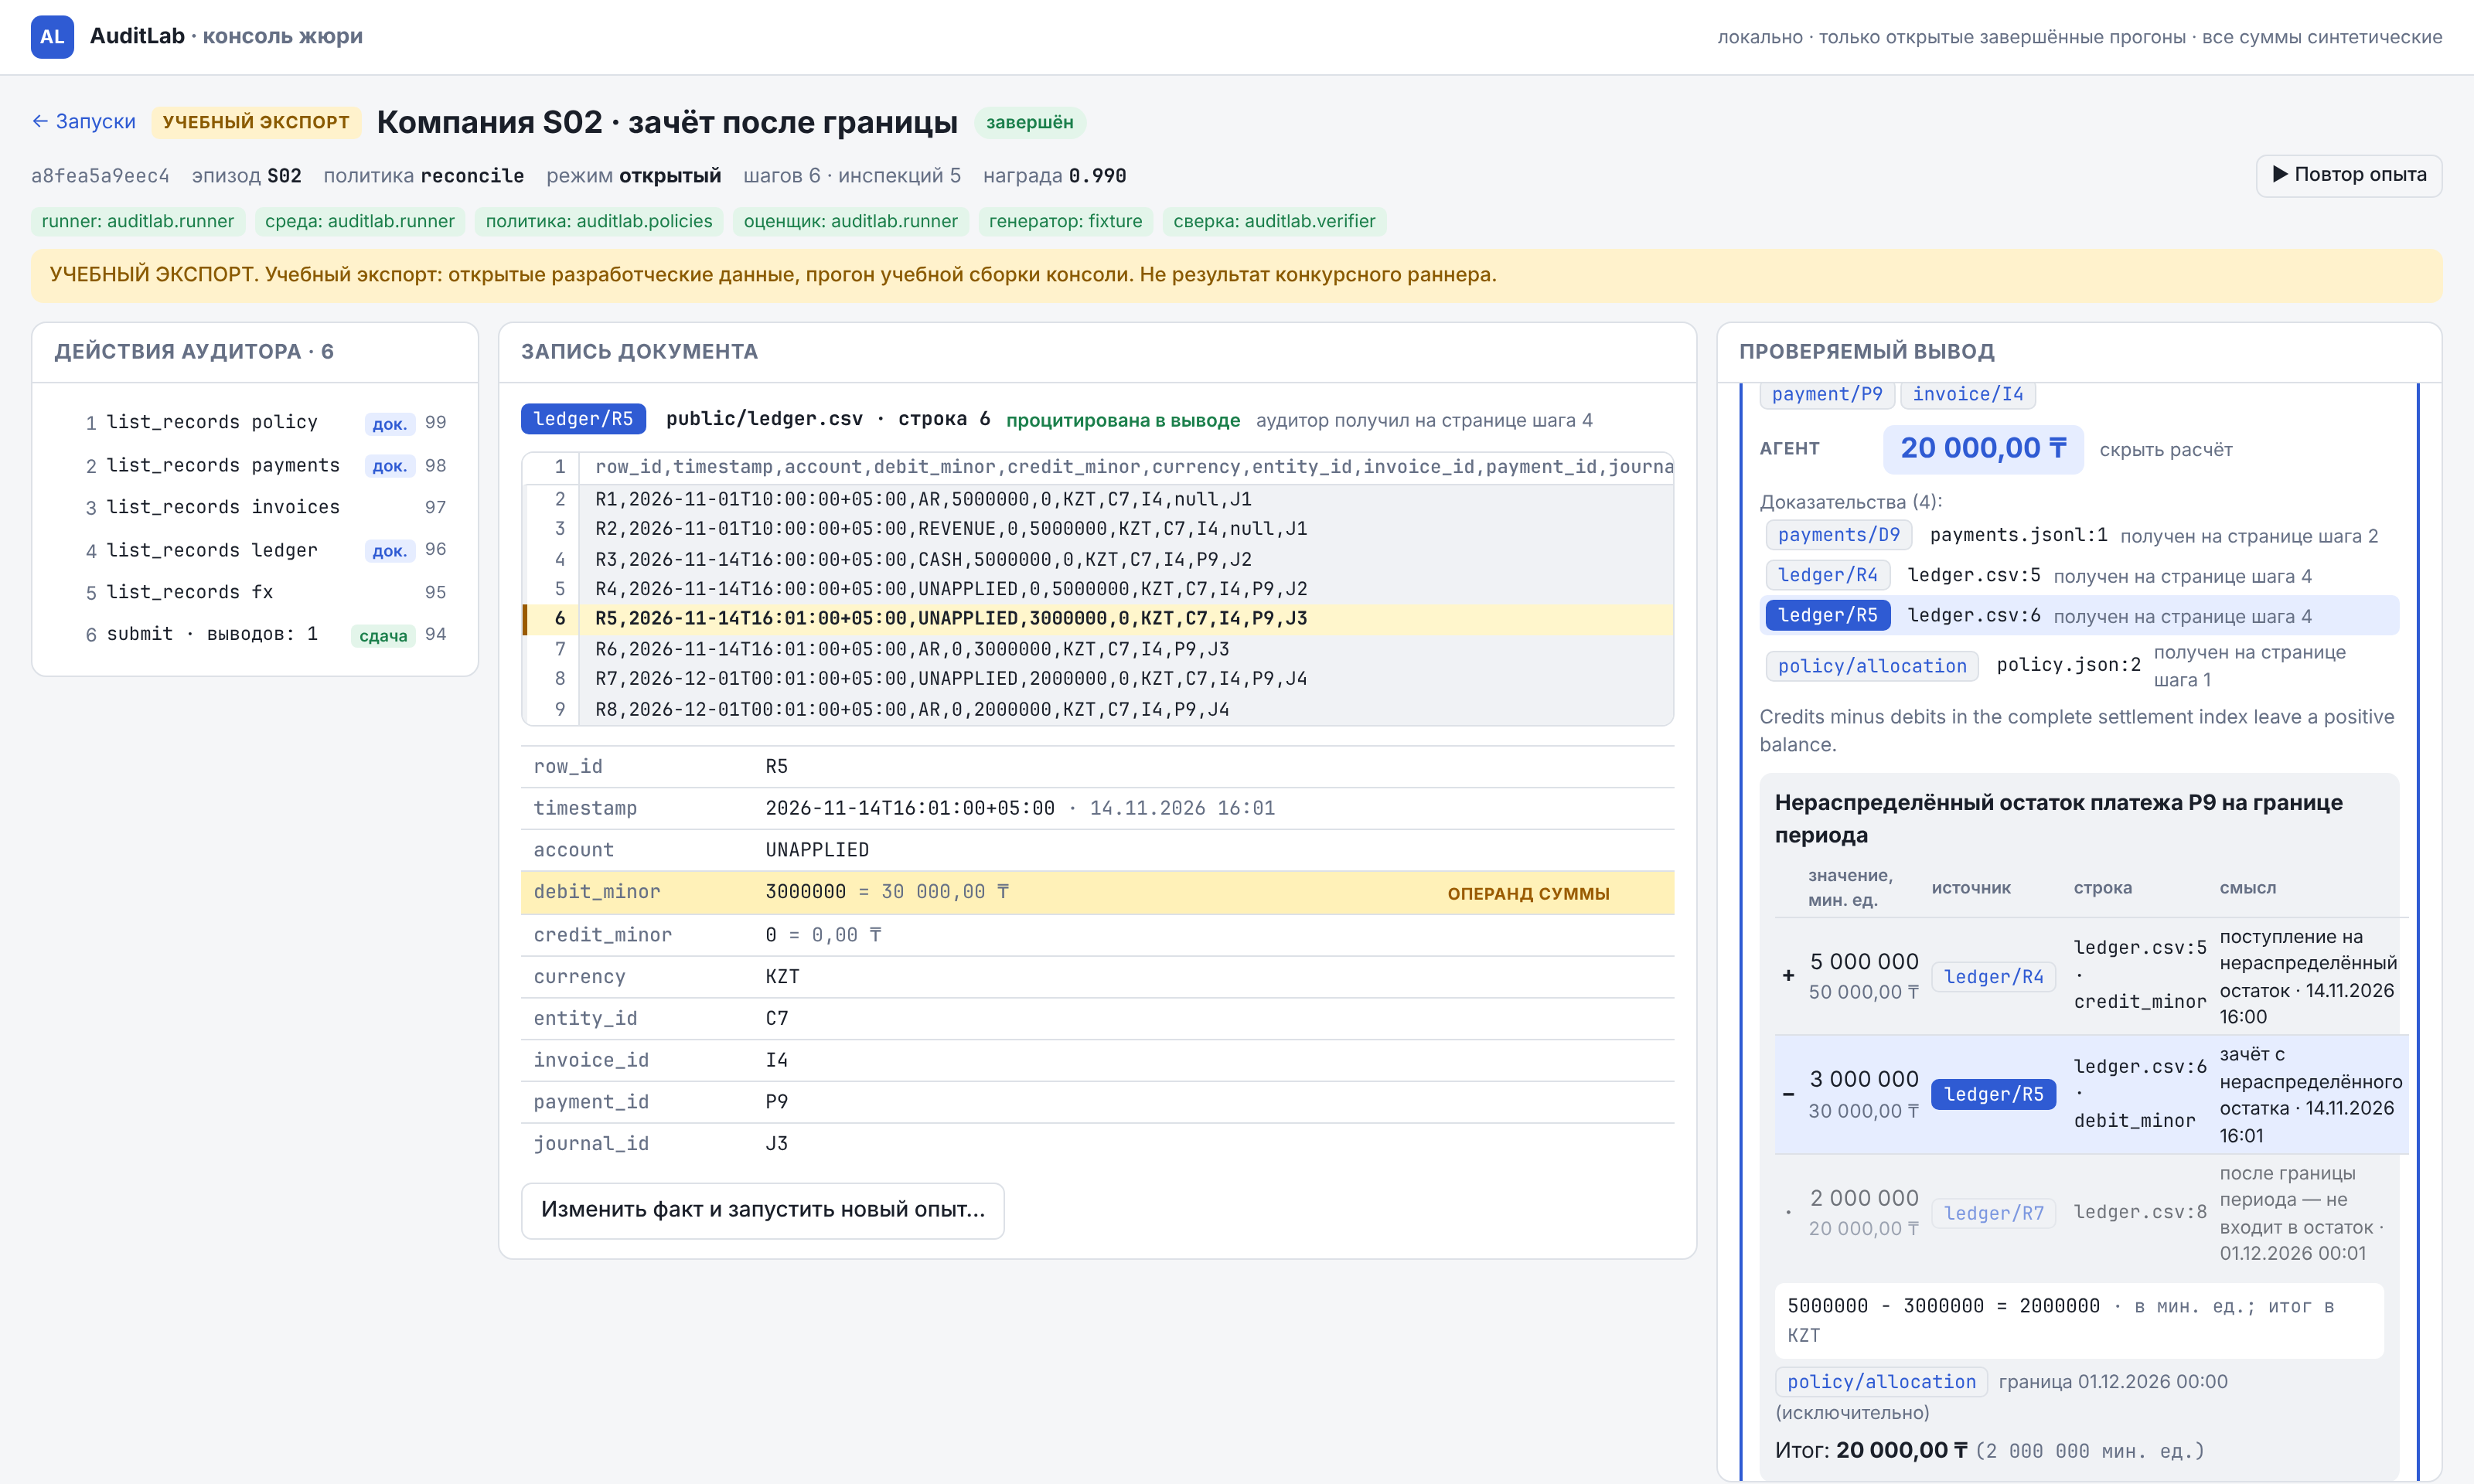 AL AuditLab · консоль жюри
локально · только открытые завершённые прогоны · все суммы синтетические
← Запуски УЧЕБНЫЙ ЭКСПОРТ Компания S02 · зачёт после границы завершён
a8fea5a9eec4 эпизод S02 политика reconcile режим открытый шагов 6 · инспекций 5 награда 0.990
▶ Повтор опыта
runner: auditlab.runner среда: auditlab.runner политика: auditlab.policies оценщик: auditlab.runner генератор: fixture сверка: auditlab.verifier
УЧЕБНЫЙ ЭКСПОРТ. Учебный экспорт: открытые разработческие данные, прогон учебной сборки консоли. Не результат конкурсного раннера.
ДЕЙСТВИЯ АУДИТОРА · 6
1 list_records policy док. 99
2 list_records payments док. 98
3 list_records invoices 97
4 list_records ledger док. 96
5 list_records fx 95
6 submit · выводов: 1 сдача 94
ЗАПИСЬ ДОКУМЕНТА
ledger/R5 public/ledger.csv · строка 6 процитирована в выводе аудитор получил на странице шага 4
1 row_id,timestamp,account,debit_minor,credit_minor,currency,entity_id,invoice_id,payment_id,journa
2 R1,2026-11-01T10:00:00+05:00,AR,5000000,0,KZT,C7,I4,null,J1
3 R2,2026-11-01T10:00:00+05:00,REVENUE,0,5000000,KZT,C7,I4,null,J1
4 R3,2026-11-14T16:00:00+05:00,CASH,5000000,0,KZT,C7,I4,P9,J2
5 R4,2026-11-14T16:00:00+05:00,UNAPPLIED,0,5000000,KZT,C7,I4,P9,J2
6 R5,2026-11-14T16:01:00+05:00,UNAPPLIED,3000000,0,KZT,C7,I4,P9,J3
7 R6,2026-11-14T16:01:00+05:00,AR,0,3000000,KZT,C7,I4,P9,J3
8 R7,2026-12-01T00:01:00+05:00,UNAPPLIED,2000000,0,KZT,C7,I4,P9,J4
9 R8,2026-12-01T00:01:00+05:00,AR,0,2000000,KZT,C7,I4,P9,J4
row_id R5
timestamp 2026-11-14T16:01:00+05:00 · 14.11.2026 16:01
account UNAPPLIED
debit_minor 3000000 = 30 000,00 ₸ ОПЕРАНД СУММЫ
credit_minor 0 = 0,00 ₸
currency KZT
entity_id C7
invoice_id I4
payment_id P9
journal_id J3
Изменить факт и запустить новый опыт…
ПРОВЕРЯЕМЫЙ ВЫВОД
payment/P9 invoice/I4
АГЕНТ 20 000,00 ₸ скрыть расчёт
Доказательства (4):
payments/D9 payments.jsonl:1 получен на странице шага 2
ledger/R4 ledger.csv:5 получен на странице шага 4
ledger/R5 ledger.csv:6 получен на странице шага 4
policy/allocation policy.json:2 получен на странице
шага 1
Credits minus debits in the complete settlement index leave a positive
balance.
Нераспределённый остаток платежа P9 на границе
периода
значение,
мин. ед.
источник
строка
смысл
+
5 000 000
50 000,00 ₸
ledger/R4
ledger.csv:5
·
credit_minor
поступление на
нераспределённый
остаток · 14.11.2026
16:00
−
3 000 000
30 000,00 ₸
ledger/R5
ledger.csv:6
·
debit_minor
зачёт с
нераспределённого
остатка · 14.11.2026
16:01
·
2 000 000
20 000,00 ₸
ledger/R7
ledger.csv:8
после границы
периода — не
входит в остаток ·
01.12.2026 00:01
5000000 - 3000000 = 2000000 · в мин. ед.; итог в
KZT
policy/allocation граница 01.12.2026 00:00
(исключительно)
Итог: 20 000,00 ₸ (2 000 000 мин. ед.)